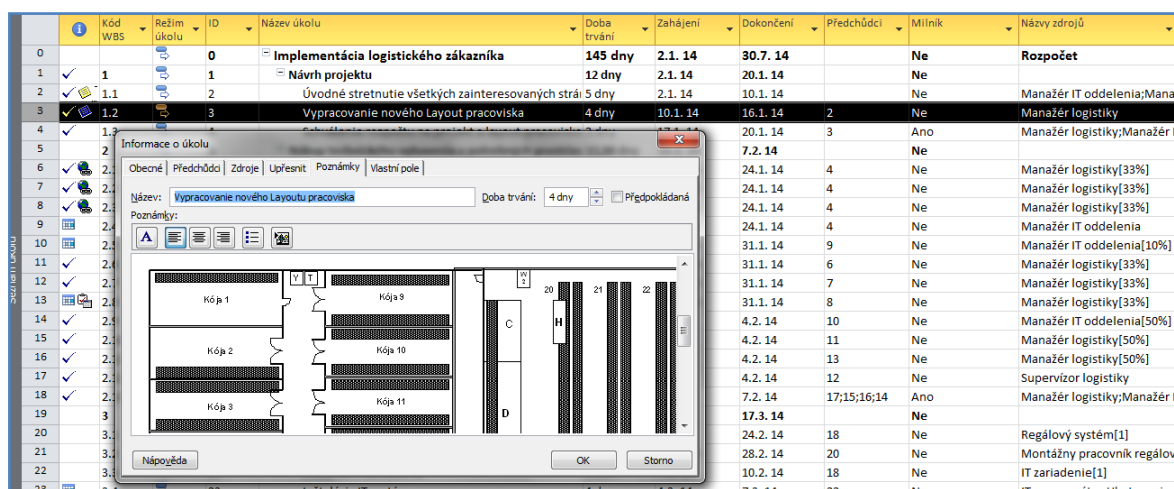 Kód WBS Režim úkolu ID Název úkolu Doba trvání Zahájení Dokončení Předchůdci Milník Názvy zdrojů
0 0 Implementácia logistického zákazníka 145 dny 2.1. 14 30.7. 14 Ne Rozpočet
1 1 1 Návrh projektu 12 dny 2.1. 14 20.1. 14 Ne
2 1.1 2 Úvodné stretnutie všetkých zainteresovaných strá 5 dny 2.1. 14 10.1. 14 Ne Manažér IT oddelenia;Mana
3 1.2 3 Vypracovanie nového Layout pracoviska 4 dny 10.1. 14 16.1. 14 2 Ne Manažér logistiky
4 1.3 20.1. 14 3 Ano Manažér logistiky;Manažér
5 2 7.2. 14 Ne
6 24.1. 14 4 Ne Manažér logistiky[33%]
7 24.1. 14 4 Ne Manažér logistiky[33%]
8 24.1. 14 4 Ne Manažér logistiky[33%]
9 24.1. 14 4 Ne Manažér IT oddelenia
10 31.1. 14 9 Ne Manažér IT oddelenia[10%]
11 31.1. 14 6 Ne Manažér logistiky[33%]
12 31.1. 14 7 Ne Manažér logistiky[33%]
13 31.1. 14 8 Ne Manažér logistiky[33%]
14 4.2. 14 10 Ne Manažér IT oddelenia[50%]
15 4.2. 14 11 Ne Manažér logistiky[50%]
16 4.2. 14 13 Ne Manažér logistiky[50%]
17 4.2. 14 12 Ne Supervízor logistiky
18 7.2. 14 17;15;16;14 Ano Manažér logistiky;Manažér
19 3 17.3. 14 Ne
20 24.2. 14 18 Ne Regálový systém[1]
21 28.2. 14 20 Ne Montážny pracovník regálov
22 10.2. 14 18 Ne IT zariadenie[1]
Informace o úkolu
Obecné Předchůdci Zdroje Upřesnit Poznámky Vlastní pole
Název: Vypracovanie nového Layoutu pracoviska Doba trvání: 4 dny Předpokládaná
Poznámky:
A
Y T W 2
Kója 1 Kója 9 20 21 22
C H
Kója 2 Kója 10
Kója 3 Kója 11 D
Nápověda OK Storno
Seznam úkolů